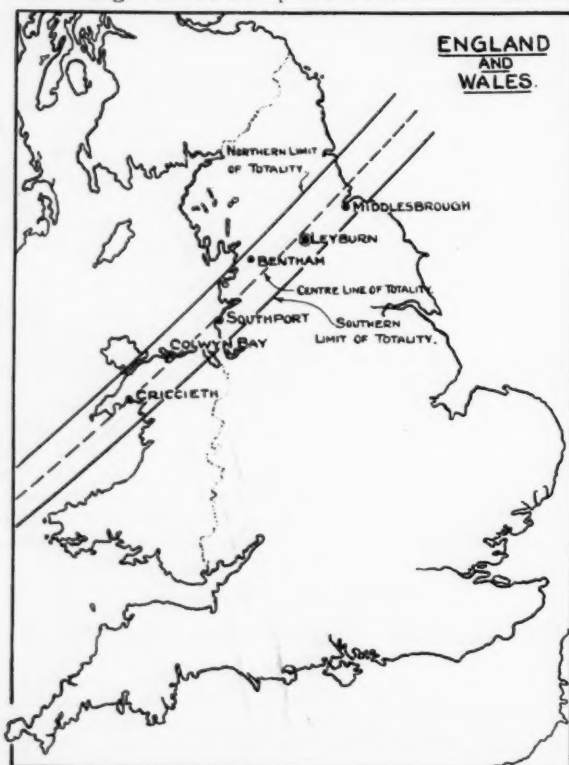 ENGLAND
AND
WALES.
NORTHERN LIMIT
OF TOTALITY.
MIDDLESBROUGH
LEYBURN
BENTHAM
CENTRE LINE OF TOTALITY.
SOUTHPORT
SOUTHERN
LIMIT OF TOTALITY.
COLWYN BAY
CRICCIETH